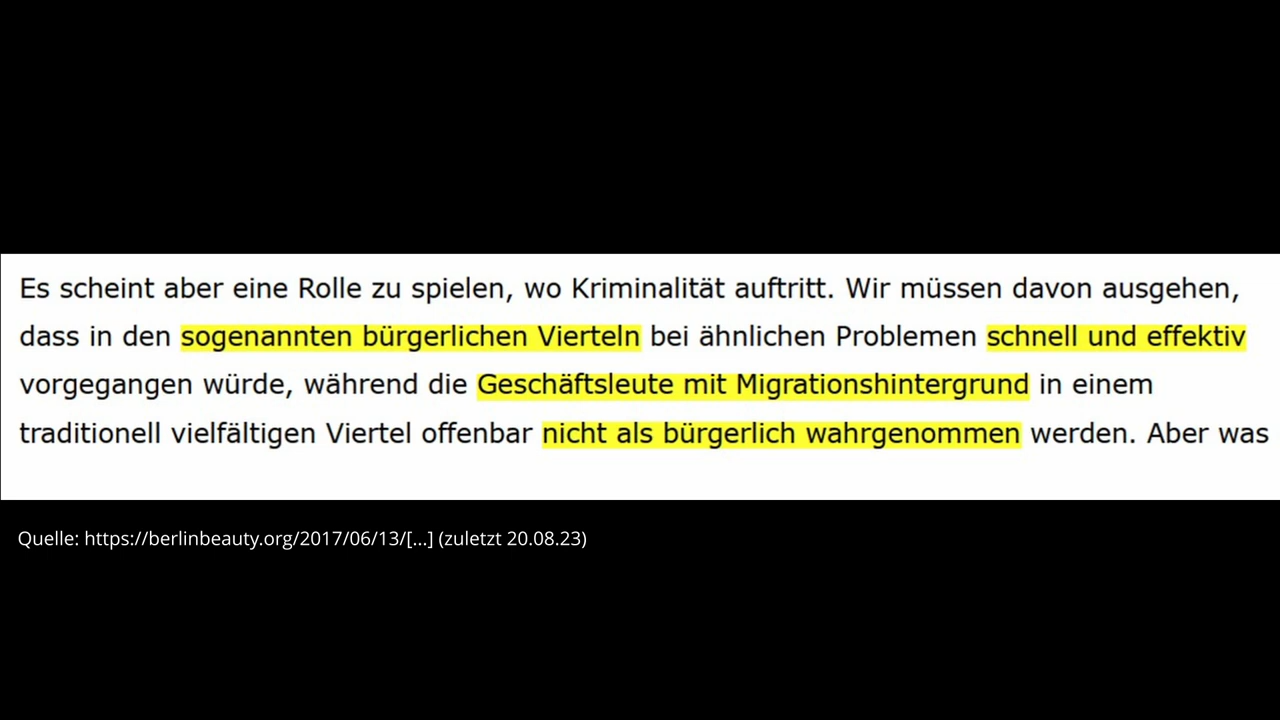 Es scheint aber eine Rolle zu spielen, wo Kriminalität auftritt. Wir müssen davon ausgehen,
dass in den sogenannten bürgerlichen Vierteln bei ähnlichen Problemen schnell und effektiv
vorgegangen würde, während die Geschäftsleute mit Migrationshintergrund in einem
traditionell vielfältigen Viertel offenbar nicht als bürgerlich wahrgenommen werden. Aber was
Quelle: https://berlinbeauty.org/2017/06/13/[...] (zuletzt 20.08.23)